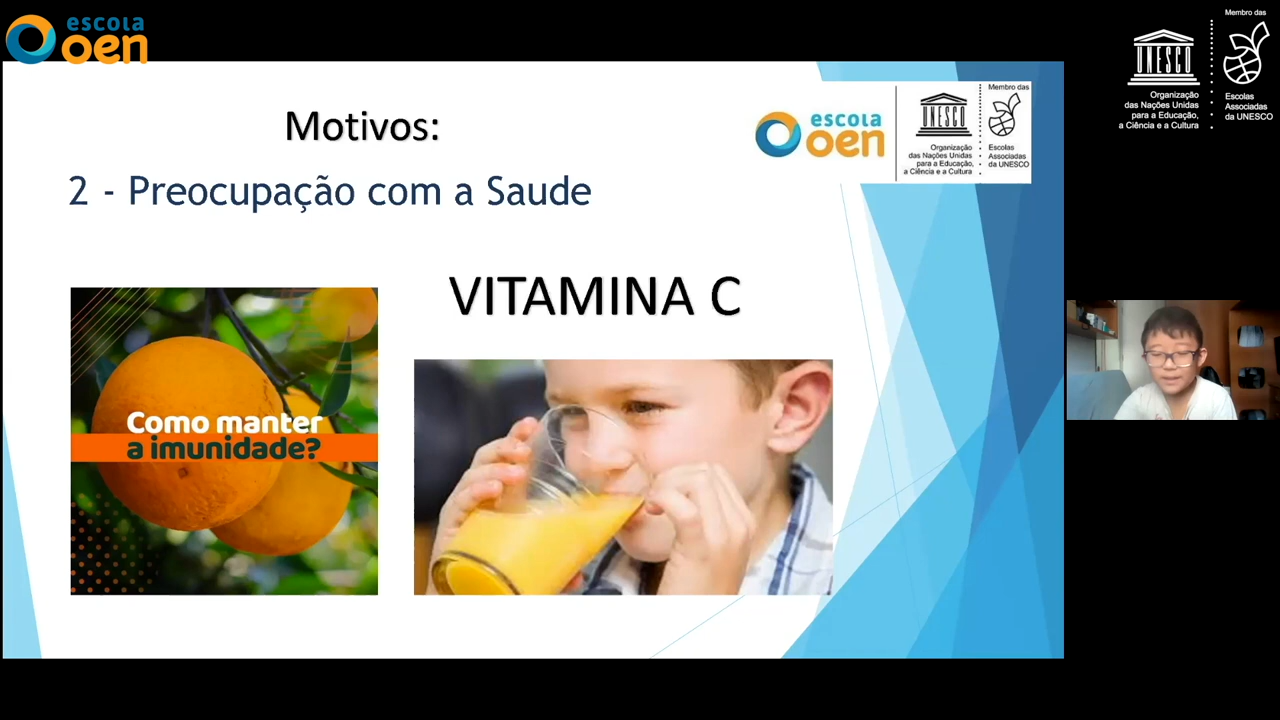 escola
oen
Motivos:
2 - Preocupação com a Saude
escola
oen
UNESCO
Organização
das Nações Unidas
para a Educação,
a Ciência e a Cultura
Membro das
Escolas
Associadas
da UNESCO
VITAMINA C
Como manter
a imunidade?
Membro das
UNESCO
Organização
das Nações Unidas
para a Educação,
a Ciência e a Cultura
Escolas
Associadas
da UNESCO